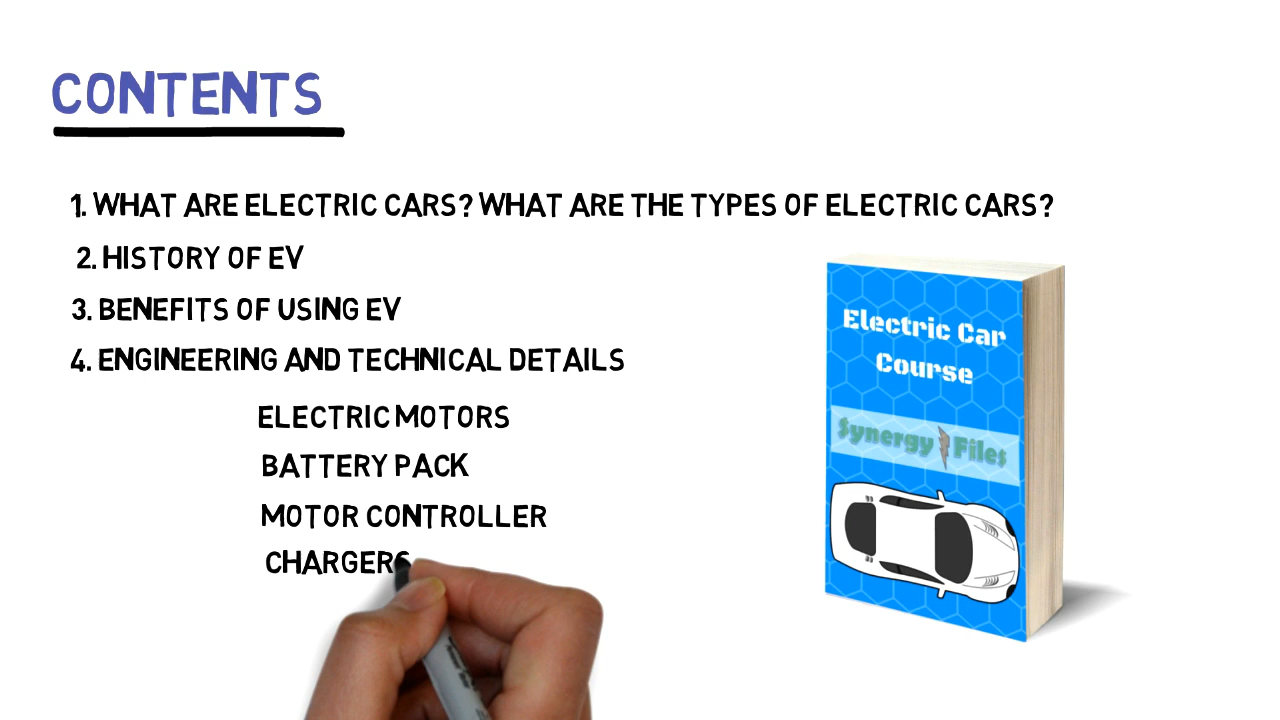 CONTENTS
1. WHAT ARE ELECTRIC CARS? WHAT ARE THE TYPES OF ELECTRIC CARS?
2. HISTORY OF EV
3. BENEFITS OF USING EV
4. ENGINEERING AND TECHNICAL DETAILS
ELECTRIC MOTORS
BATTERY PACK
MOTOR CONTROLLER
CHARGERS
Electric Car
Course
Synergy Files